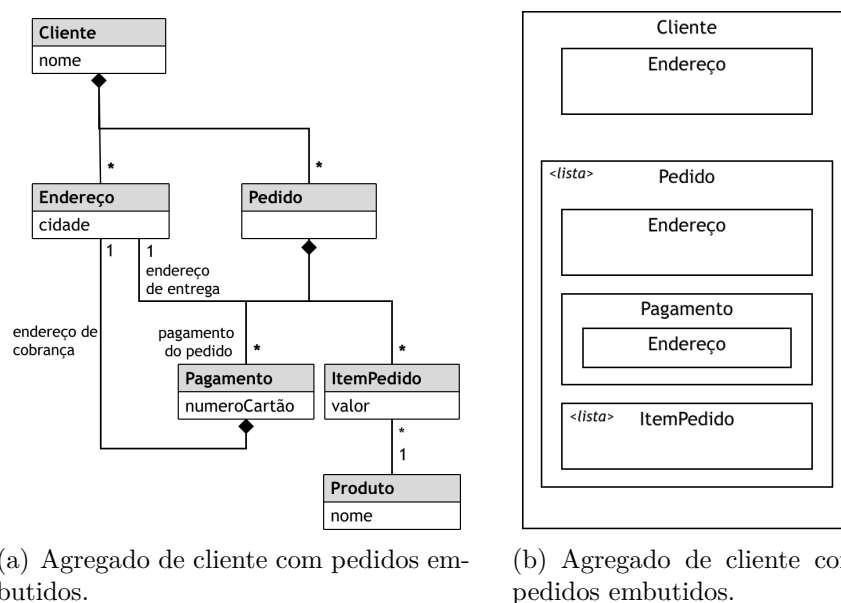 Cliente
nome
*
*
Endereço
cidade
Pedido
1
1
endereço
de entrega
endereço de
cobrança
pagamento
do pedido
*
*
Pagamento
numeroCartão
ItemPedido
valor
*
1
Produto
nome
(a) Agregado de cliente com pedidos em-
butidos.
Cliente
Endereço
<lista>
Pedido
Endereço
Pagamento
Endereço
<lista>
ItemPedido
(b) Agregado de cliente com
pedidos embutidos.